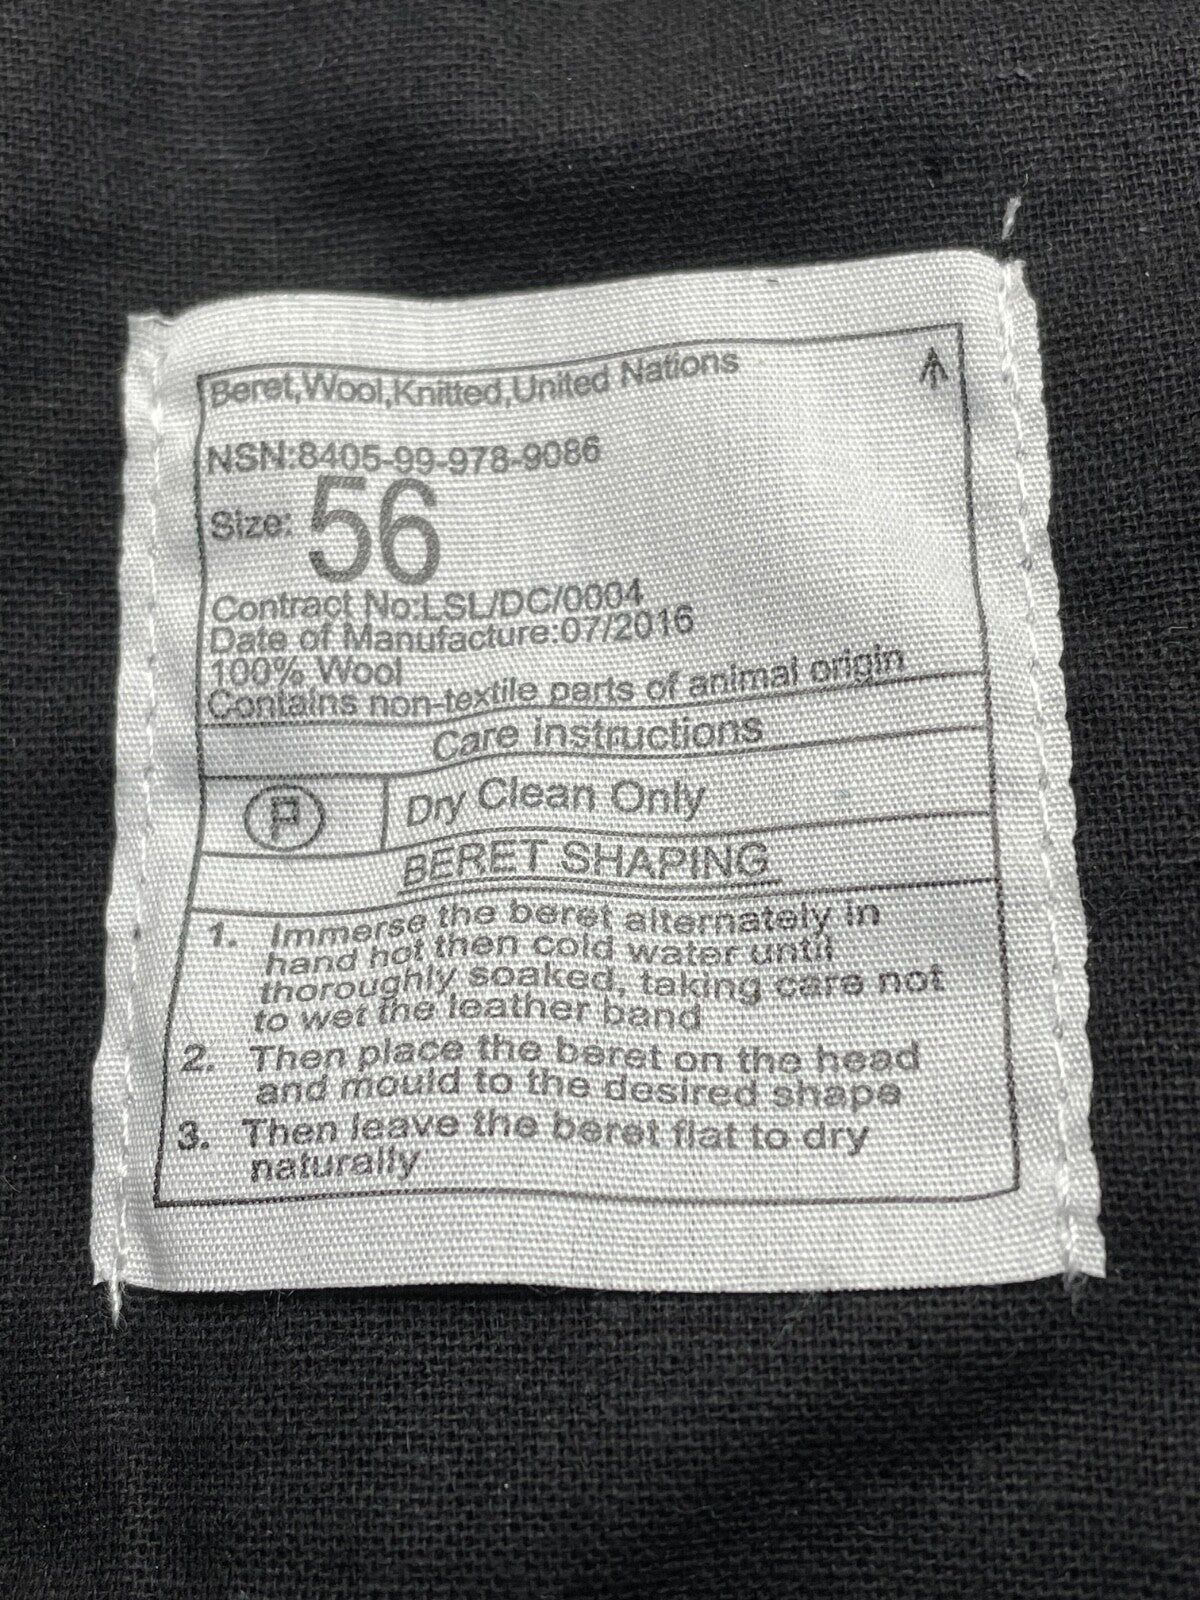 Beret,Wool,Knitted,United Nations
NSN:8405-99-978-9086
Size: 56
Contract No:LSL/DC/0004
Date of Manufacture:07/2016
100% Wool
Contains non-textile parts of animal origin
Care Instructions
P Dry Clean Only
BERET SHAPING
1. Immerse the beret alternately in
hand hot then cold water until
thoroughly soaked, taking care not
to wet the leather band
2. Then place the beret on the head
and mould to the desired shape
3. Then leave the beret flat to dry
naturally